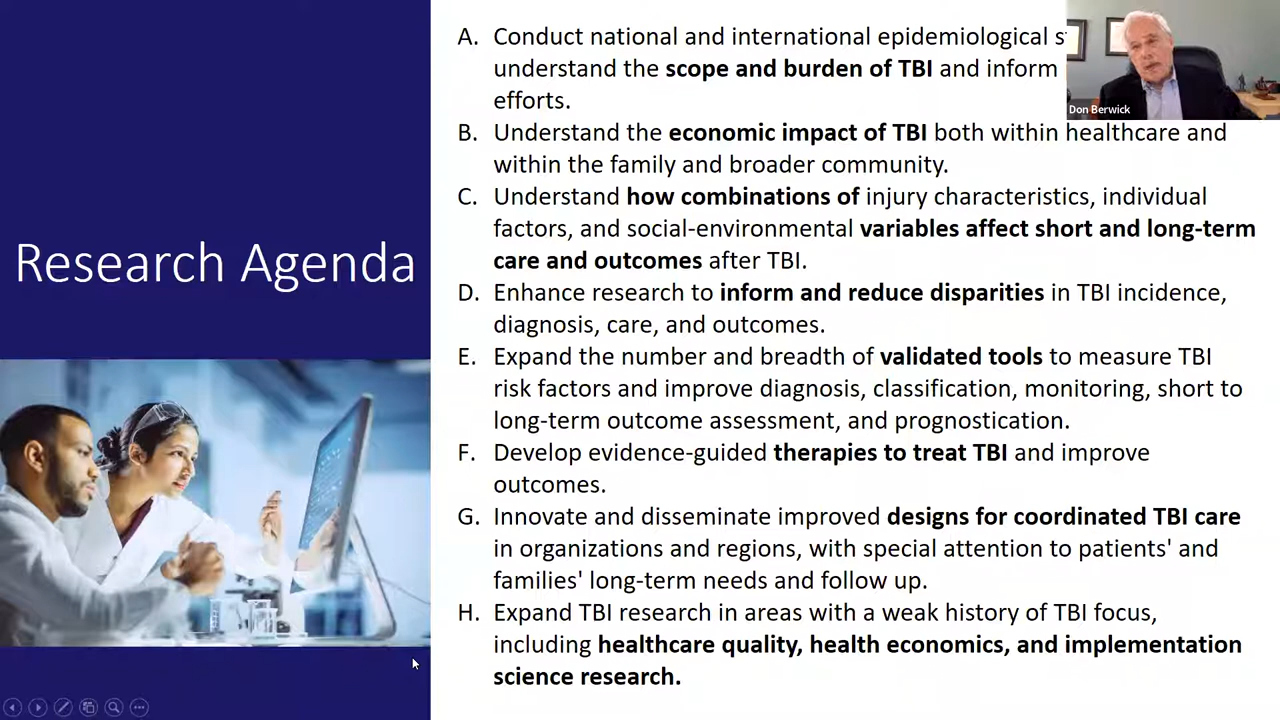 Research Agenda
A. Conduct national and international epidemiological
understand the scope and burden of TBI and inform
efforts.
B. Understand the economic impact of TBI both within healthcare and
within the family and broader community.
C. Understand how combinations of injury characteristics, individual
factors, and social-environmental variables affect short and long-term
care and outcomes after TBI.
D. Enhance research to inform and reduce disparities in TBI incidence,
diagnosis, care, and outcomes.
E. Expand the number and breadth of validated tools to measure TBI
risk factors and improve diagnosis, classification, monitoring, short to
long-term outcome assessment, and prognostication.
F. Develop evidence-guided therapies to treat TBI and improve
outcomes.
G. Innovate and disseminate improved designs for coordinated TBI care
in organizations and regions, with special attention to patients' and
families' long-term needs and follow up.
H. Expand TBI research in areas with a weak history of TBI focus,
including healthcare quality, health economics, and implementation
science research.
Don Berwick